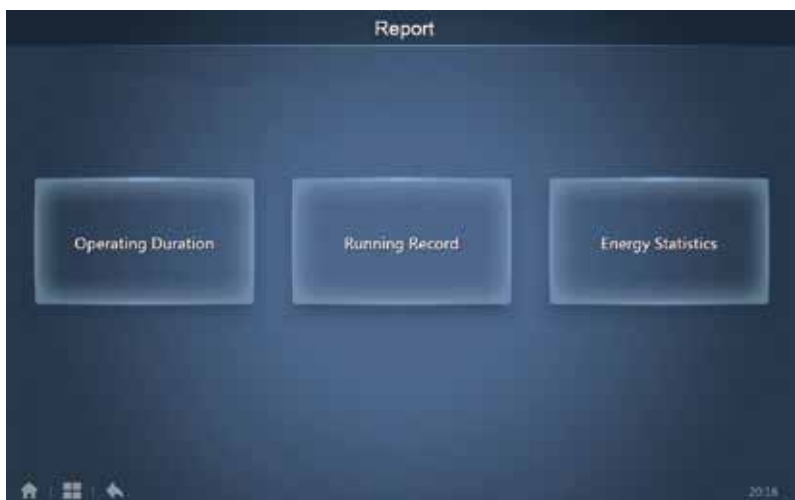 Report
Operating Duration
Running Record
Energy Statistics
20:18